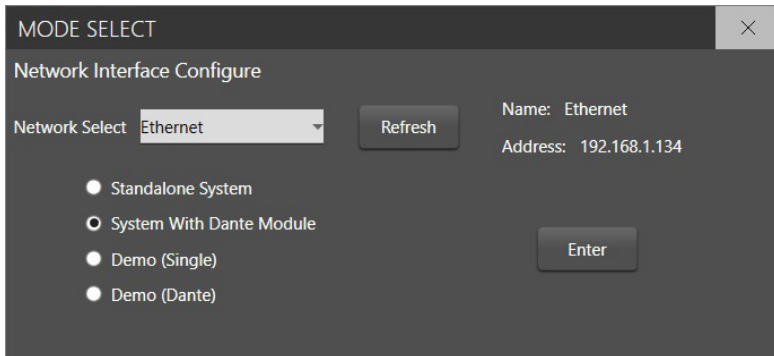 MODE SELECT
Network Interface Configure
Network Select Ethernet Refresh
Name: Ethernet
Address: 192.168.1.134
Standalone System
System With Dante Module
Demo (Single)
Demo (Dante)
Enter